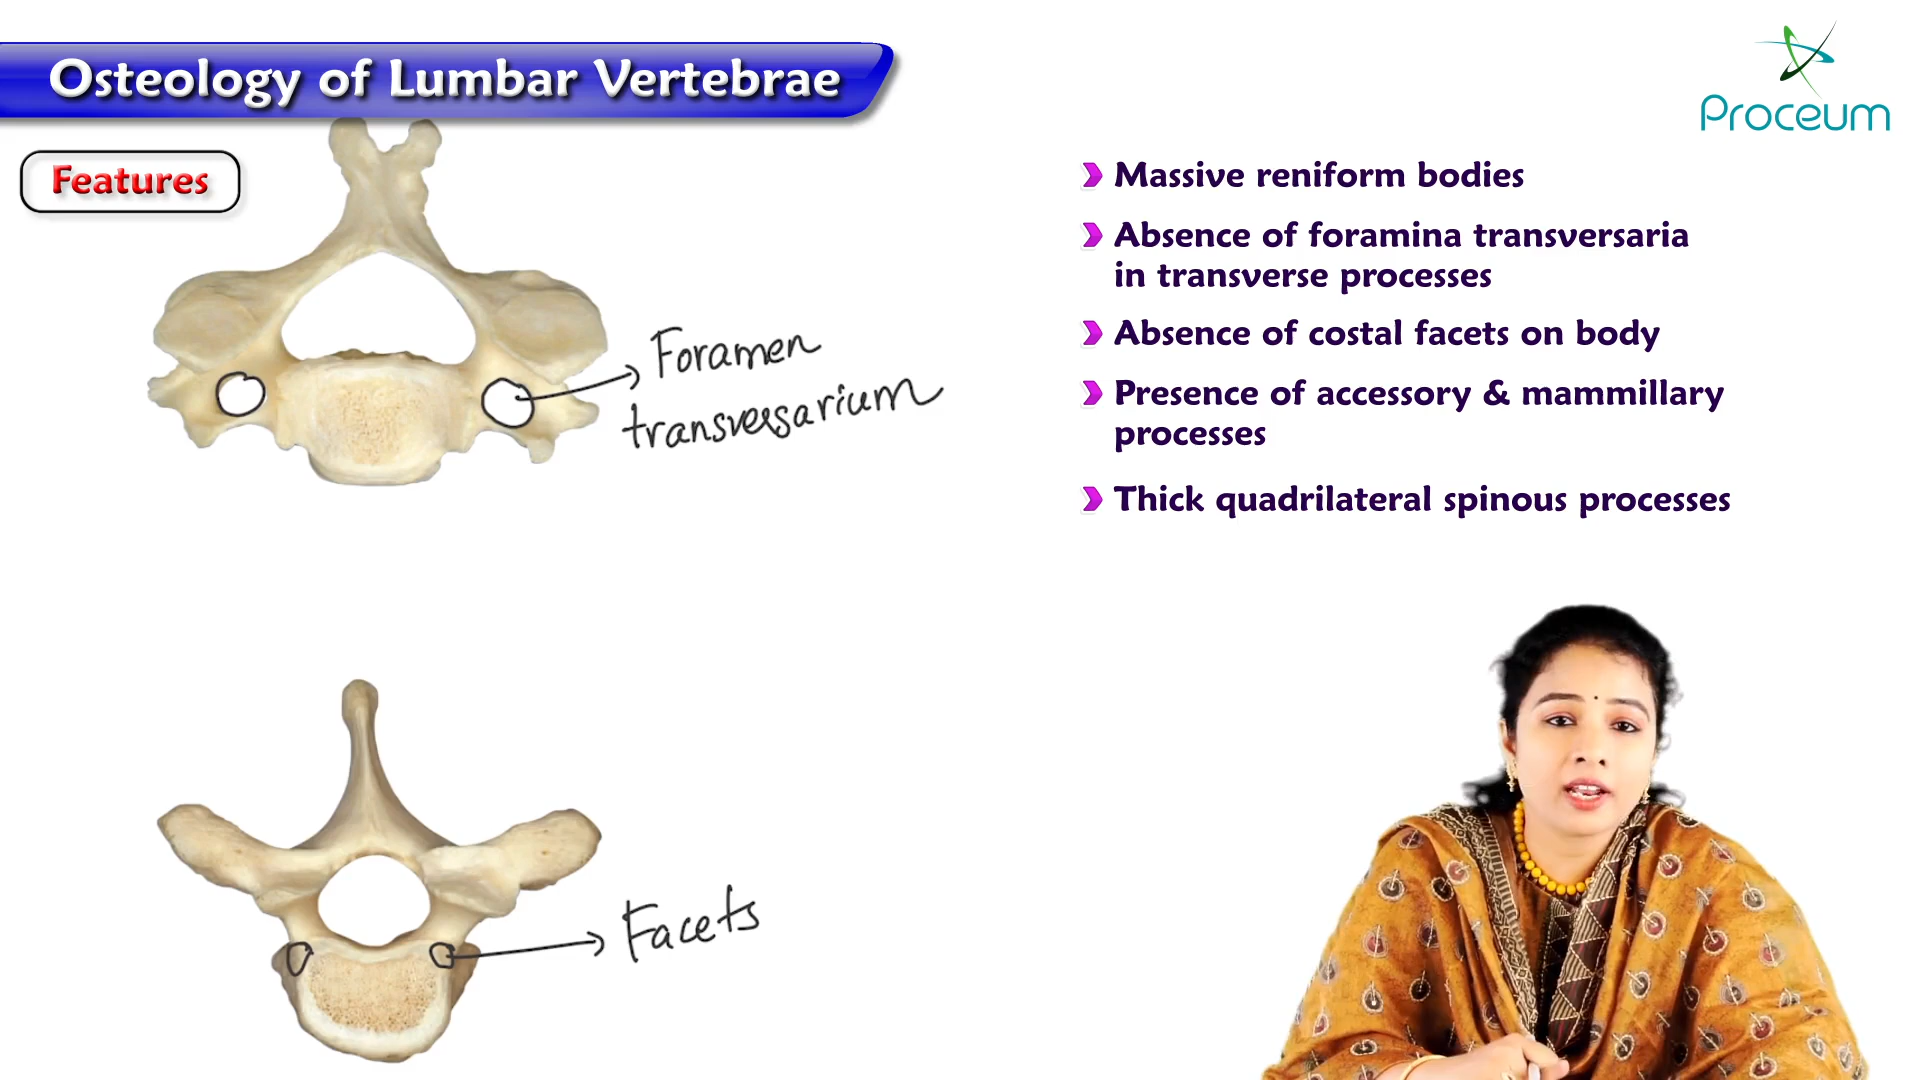 Osteology of Lumbar Vertebrae
Proceum
Features
Massive reniform bodies
Absence of foramina transversaria
in transverse processes
Absence of costal facets on body
Presence of accessory & mammillary
processes
Thick quadrilateral spinous processes
Foramen
transversarium
Facets